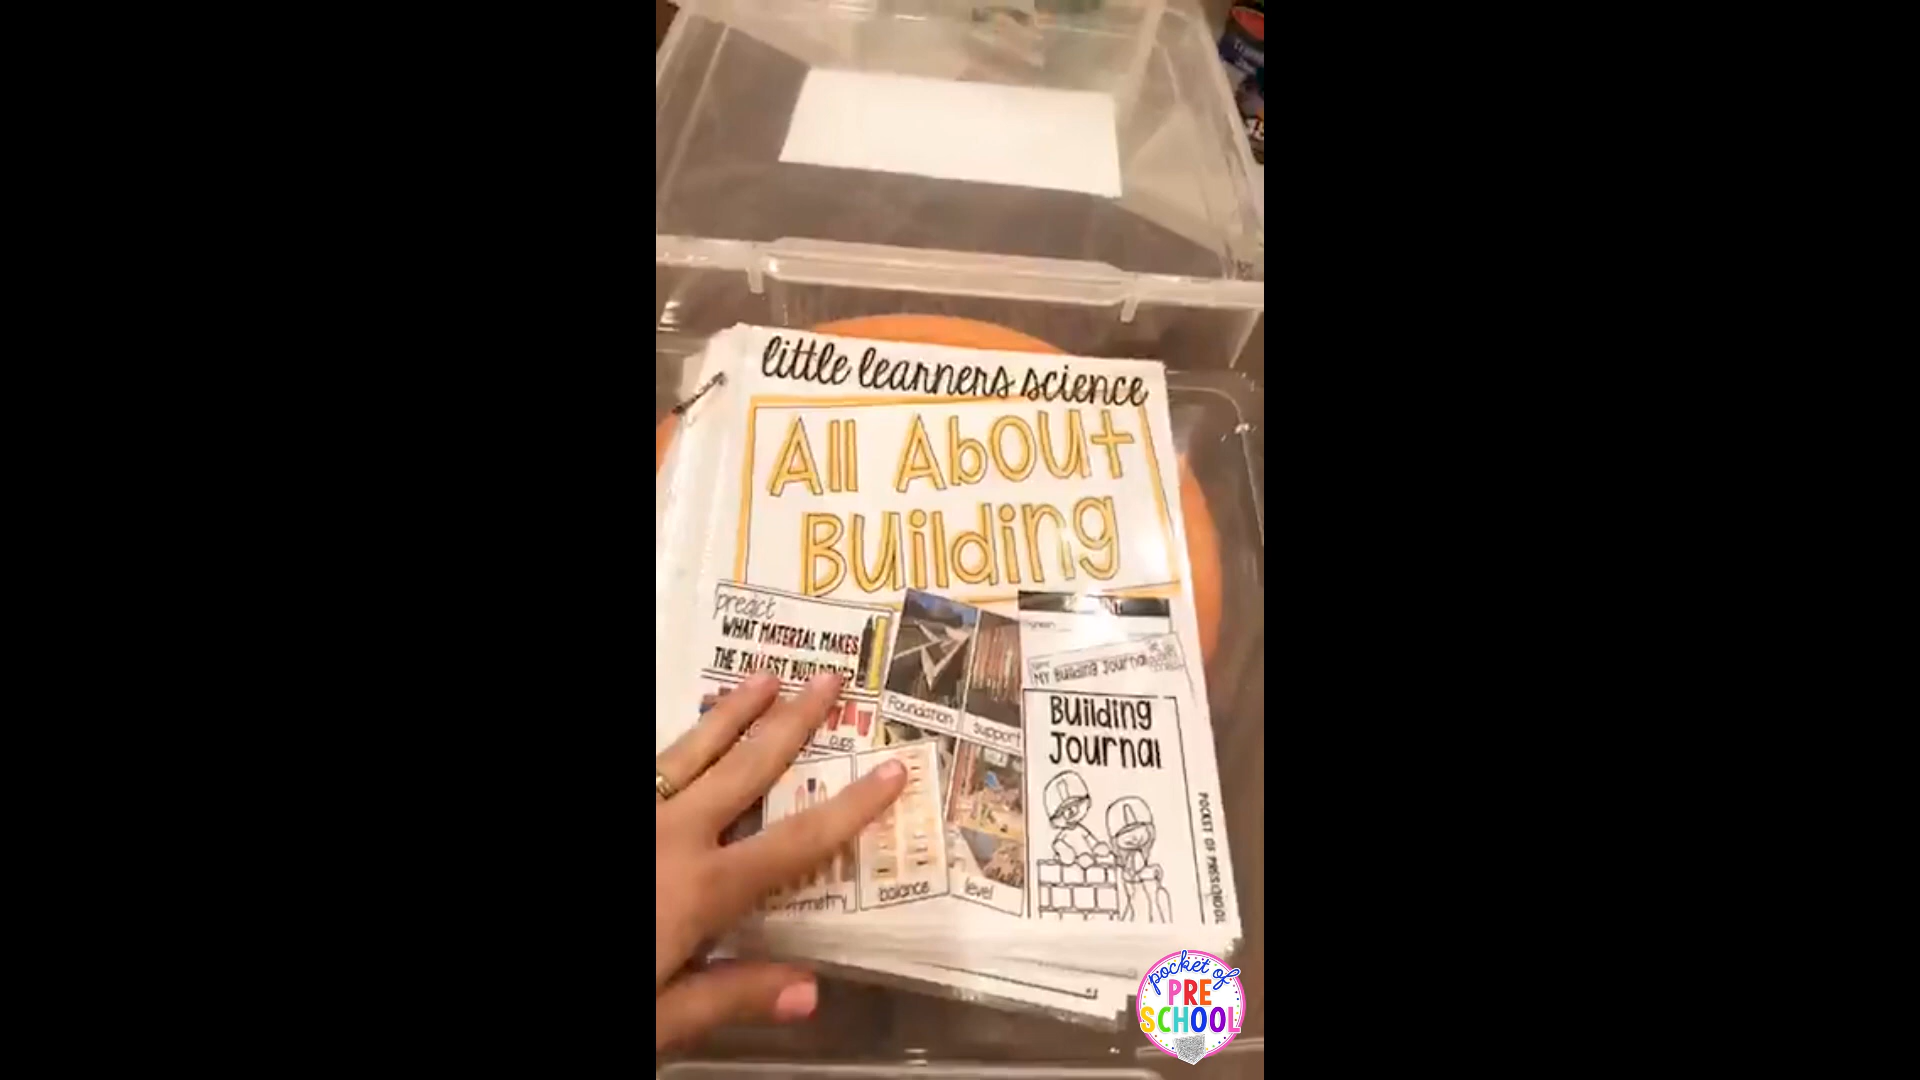 little learners science
All About
Building
predict
WHAT MATERIAL MAKES
THE TALLEST BUILDING?
CUPS
Foundation
support
balance
level
MY Building Journal
Building
Journal
POCKET OF PRESCHOOL
pocket of
PRE
SCHOOL